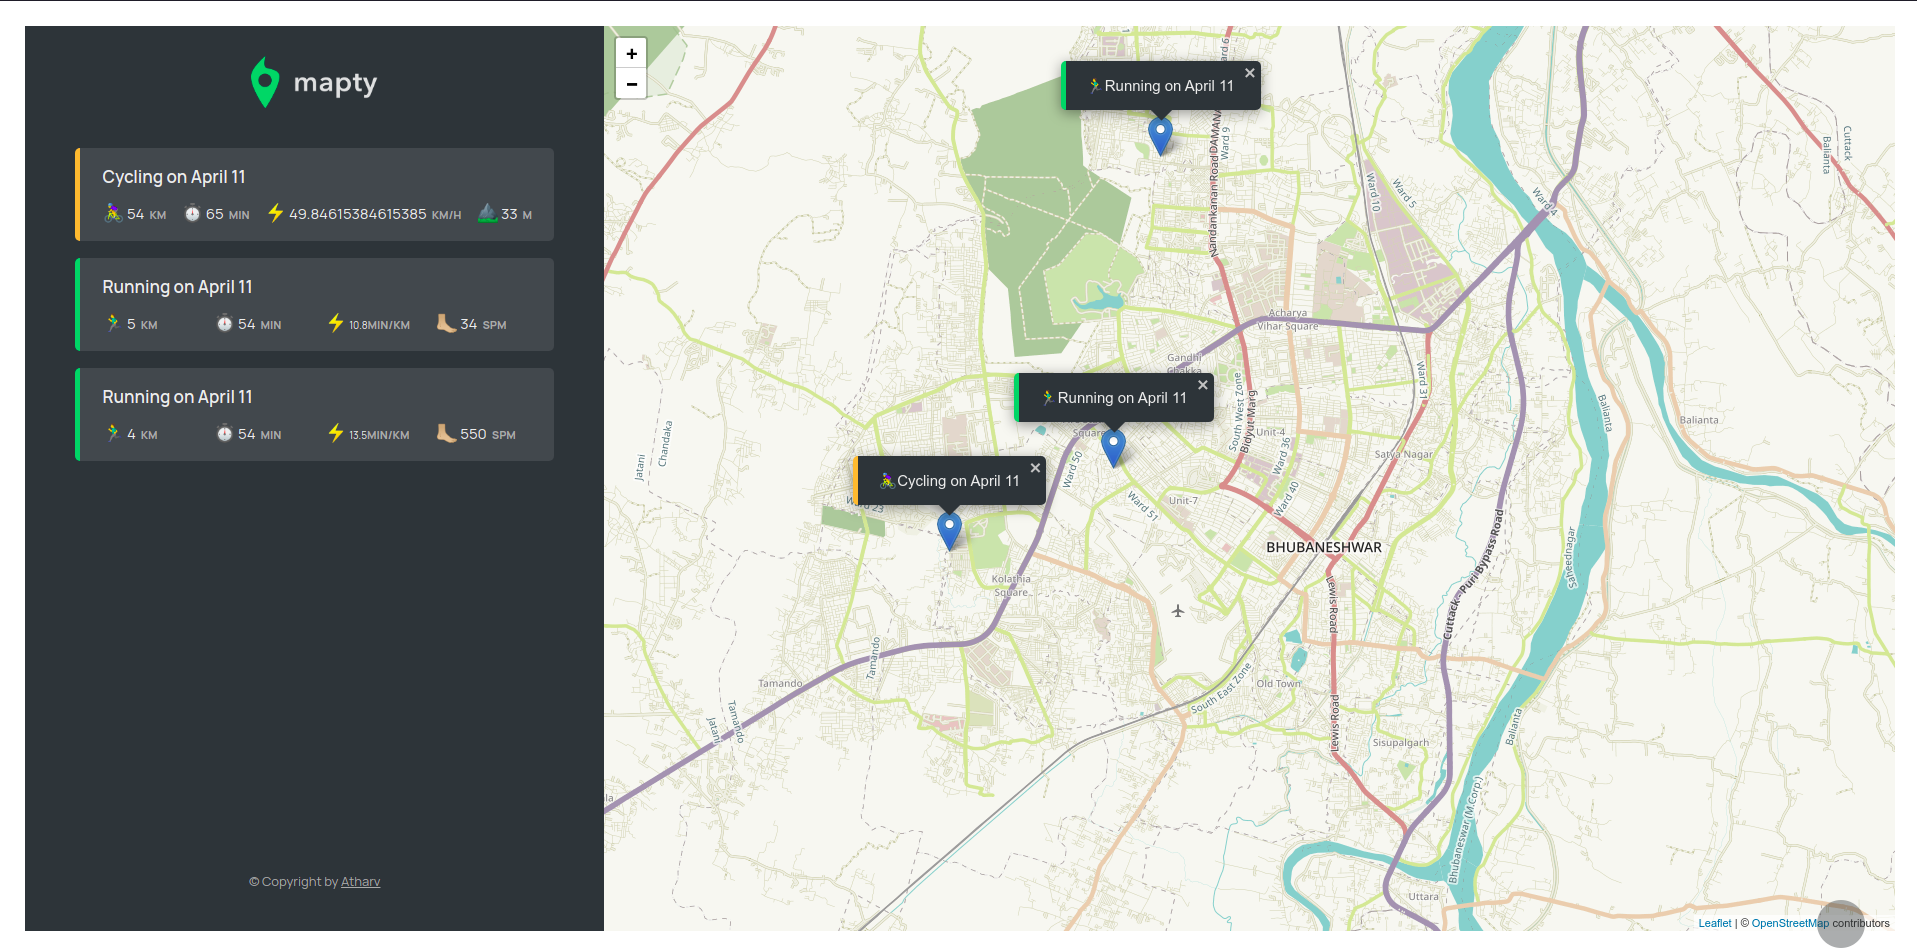 mapty
Cycling on April 11
54 KM 65 MIN 49.84615384615385 KM/H 33 M
Running on April 11
5 KM 54 MIN 10.8MIN/KM 34 SPM
Running on April 11
4 KM 54 MIN 13.5MIN/KM 550 SPM
© Copyright by Atharv
+
−
Running on April 11 ×
Running on April 11 ×
Cycling on April 11 ×
Ward 9
Nandankanan Road
Ward 10
Ward 5
Ward 4
Cuttack
Balianta
Acharya
Vihar Square
Gandhi
Chakka
Ward 31
South West Zone
Bidyut Marg
Unit-4
Ward 36
Satya Nagar
Balianta
Balianta
Chandaka
Jatani
Square
Ward 50
Ward 51
Unit-7
Ward 40
Ward 23
BHUBANESHWAR
Kolathia
Square
Cuttack - Puri Bypass Road
Saheednagar
Lewis Road
Tamando
Tamando
Tamando
Jatani
South East Zone
Old Town
Lewis Road
Sisupalgarh
Balianta
Bhubaneswar (M.Corp.)
Uttara
Leaflet | © OpenStreetMap contributors